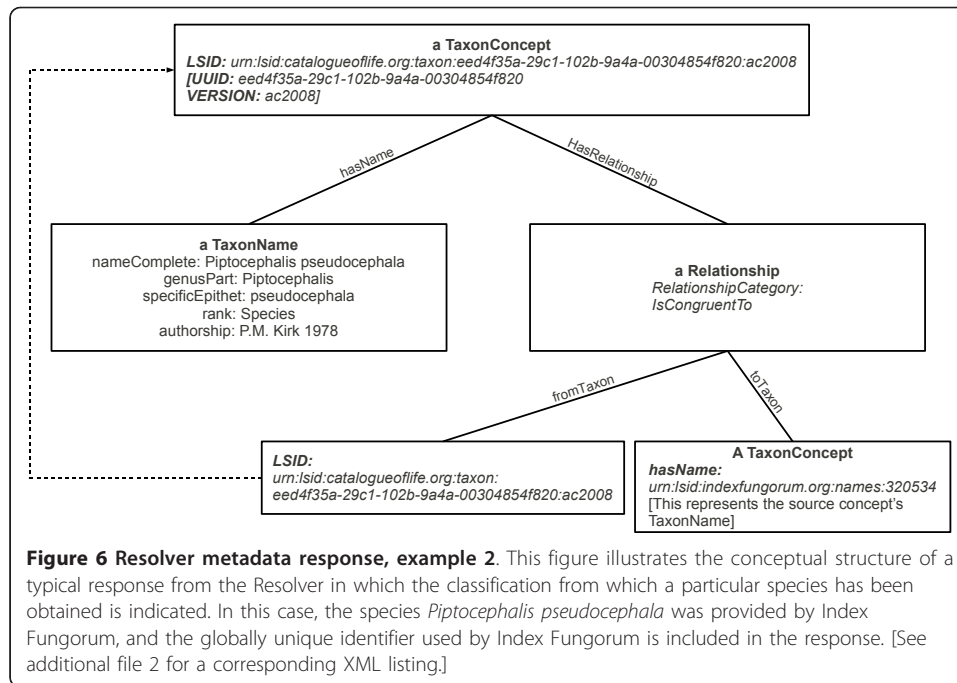 a TaxonConcept
LSID: urn:lsid:catalogueoflife.org:taxon:eed4f35a-29c1-102b-9a4a-00304854f820:ac2008
[UUID: eed4f35a-29c1-102b-9a4a-00304854f820
VERSION: ac2008]
hasName
HasRelationship
a TaxonName
nameComplete: Piptocephalis pseudocephala
genusPart: Piptocephalis
specificEpithet: pseudocephala
rank: Species
authorship: P.M. Kirk 1978
a Relationship
RelationshipCategory:
IsCongruentTo
fromTaxon
toTaxon
LSID:
urn:lsid:catalogueoflife.org:taxon:
eed4f35a-29c1-102b-9a4a-00304854f820:ac2008
A TaxonConcept
hasName:
urn:lsid:indexfungorum.org:names:320534
[This represents the source concept's
TaxonName]
Figure 6 Resolver metadata response, example 2. This figure illustrates the conceptual structure of a
typical response from the Resolver in which the classification from which a particular species has been
obtained is indicated. In this case, the species Piptocephalis pseudocephala was provided by Index
Fungorum, and the globally unique identifier used by Index Fungorum is included in the response. [See
additional file 2 for a corresponding XML listing.]